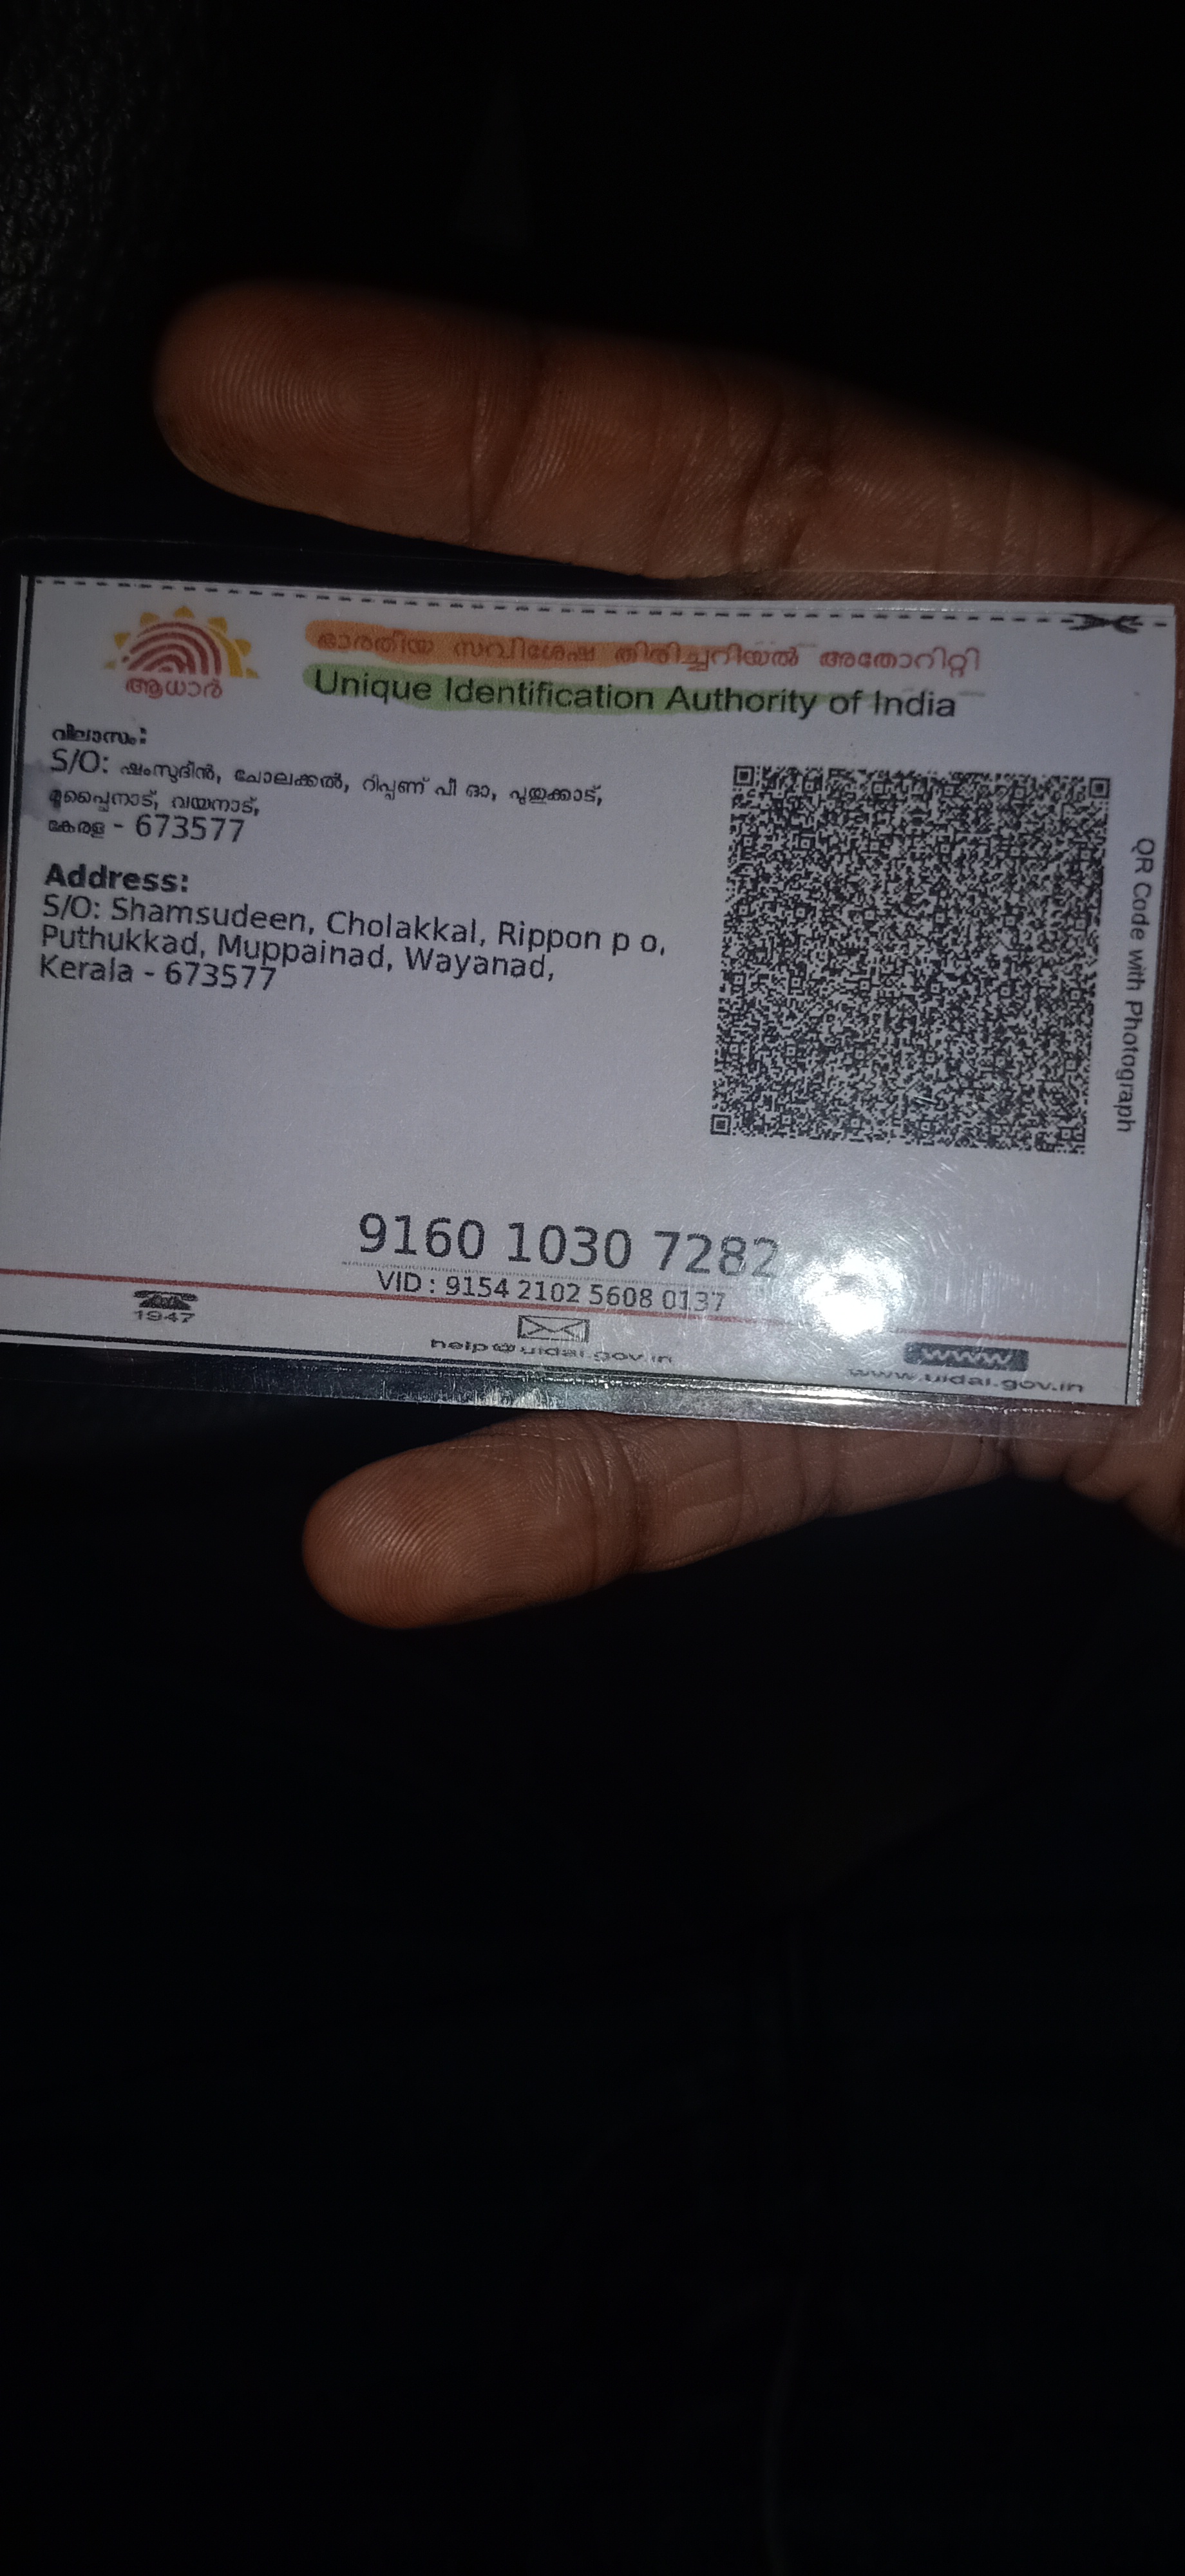 ആധാർ
ഭാരതീയ സവിശേഷ തിരിച്ചറിയൽ അതോറിറ്റി
Unique Identification Authority of India
വിലാസം:
S/O: ഷംസുദീൻ, ചോലക്കൽ, റിപ്പണ് പീ ഓ, പുതുക്കാട്,
മുപ്പൈനാട്, വയനാട്,
കേരള - 673577
Address:
S/O: Shamsudeen, Cholakkal, Rippon p o,
Puthukkad, Muppainad, Wayanad,
Kerala - 673577
QR Code with Photograph
9160 1030 7282
VID : 9154 2102 5608 0137
1947
help@uidai.gov.in
www
www.uidai.gov.in